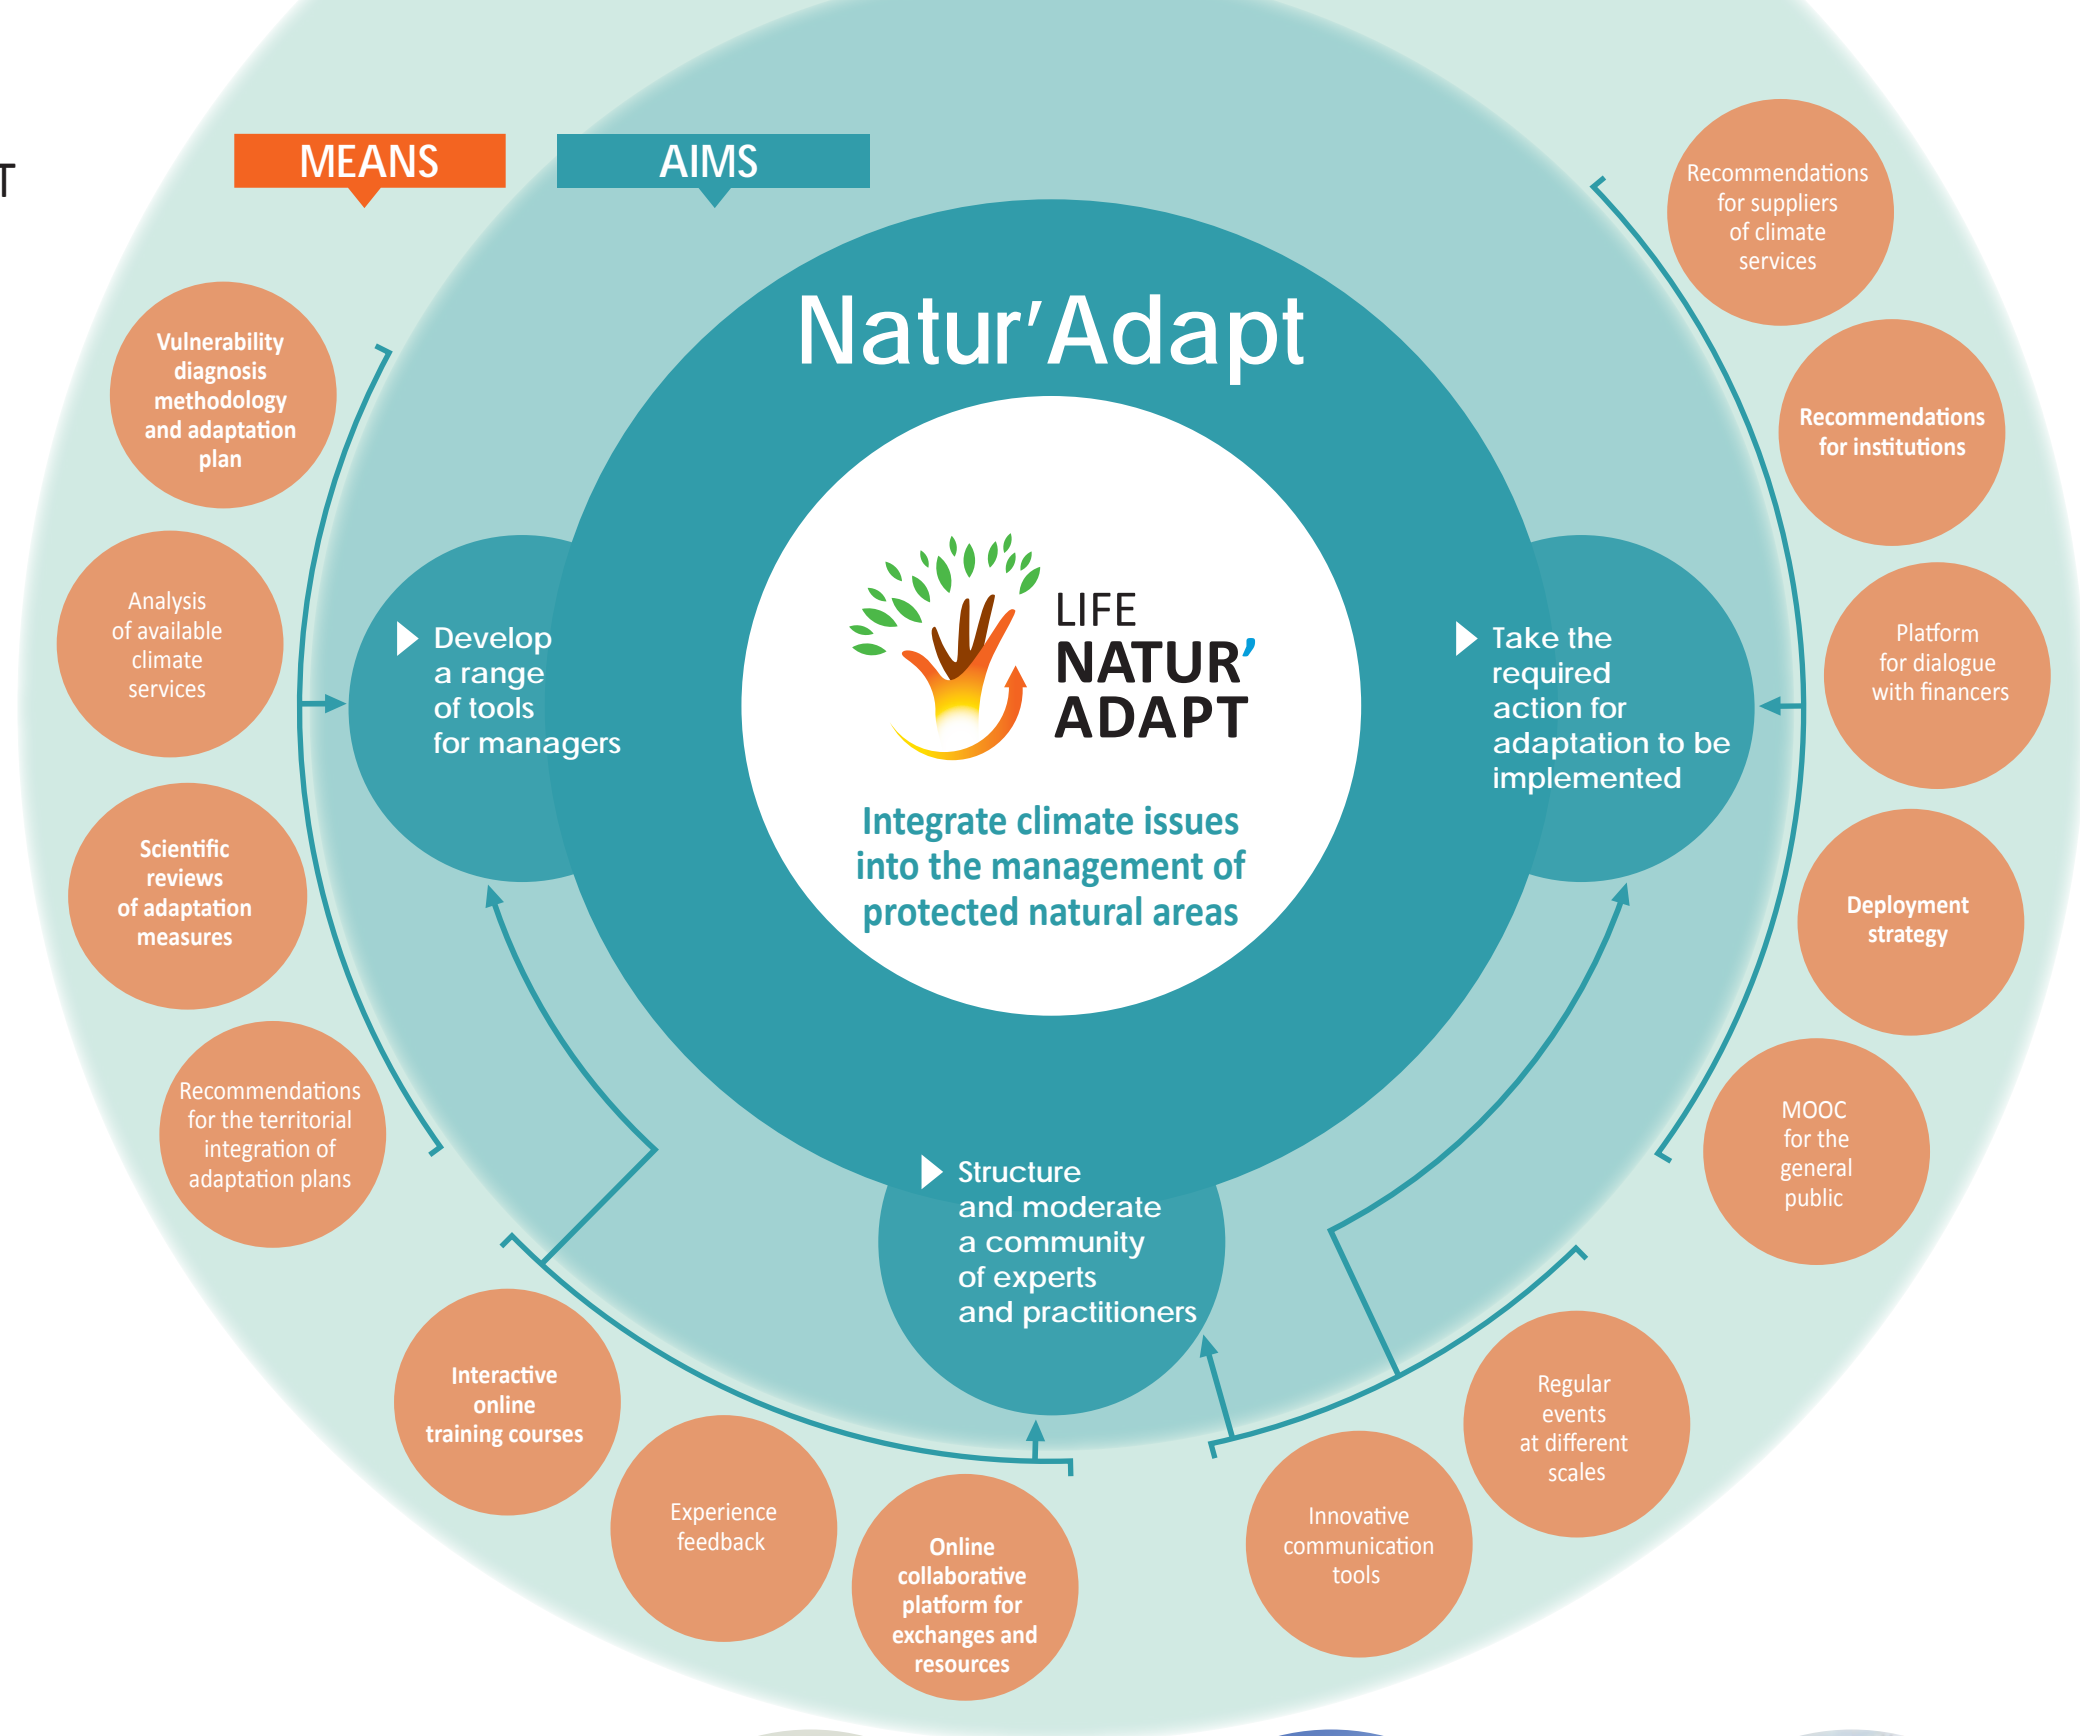 T
MEANS
AIMS
Natur'Adapt
LIFE
NATUR'
ADAPT
Integrate climate issues
into the management of
protected natural areas
Develop
a range
of tools
for managers
Take the
required
action for
adaptation to be
implemented
Structure
and moderate
a community
of experts
and practitioners
Vulnerability
diagnosis
methodology
and adaptation
plan
Analysis
of available
climate
services
Scientific
reviews
of adaptation
measures
Recommendations
for the territorial
integration of
adaptation plans
Interactive
online
training courses
Experience
feedback
Online
collaborative
platform for
exchanges and
resources
Innovative
communication
tools
Regular
events
at different
scales
MOOC
for the
general
public
Deployment
strategy
Platform
for dialogue
with financers
Recommendations
for institutions
Recommendations
for suppliers
of climate
services